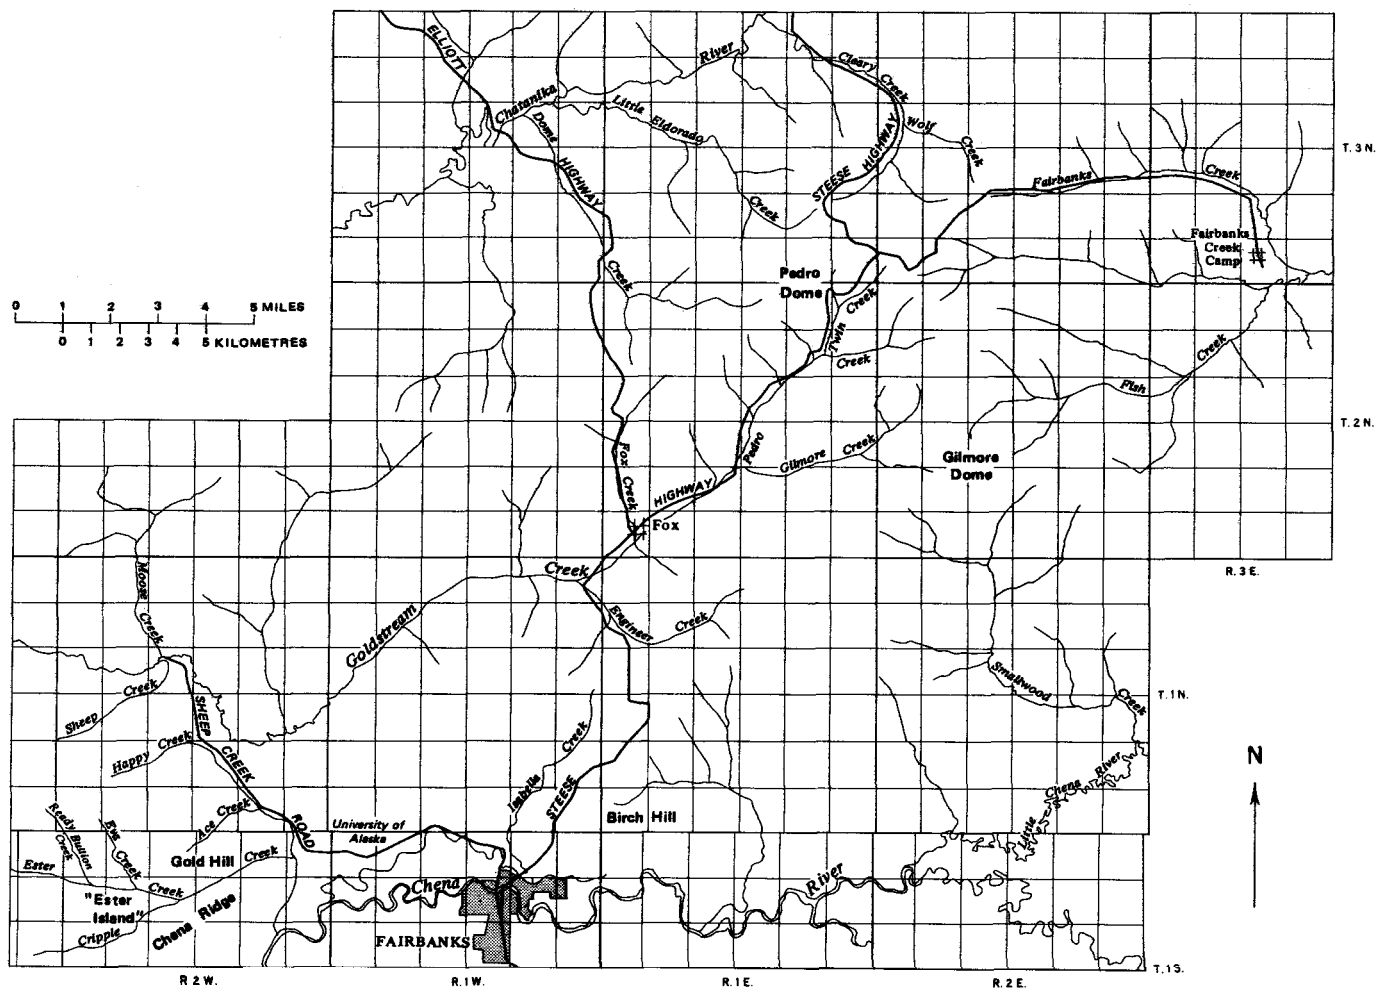 ELLIOTT
HIGHWAY
Chatanika
River
Little
Eldorado
Creek
Dome
Creek
Cleary
Creek
Wolf
Creek
STEESE
HIGHWAY
Fairbanks
Creek
T. 3 N.
Fairbanks
Creek
Camp
Pedro
Dome
Twin
Creek
Creek
0 1 3 4 5 MILES
0 1 2 3 4 5 KILOMETRES
Fish
Creek
T. 2 N.
Gilmore
Dome
Pedro
Gilmore
Creek
Fox
Creek
HIGHWAY
Fox
R. 3 E.
Goldstream
Creek
Engineer
Creek
Moose
Creek
Sheep
Creek
SHEEP
CREEK
ROAD
Happy
Creek
Ace Creek
Ready Bullion
Creek
Eva
Creek
Ester
Creek
Gold Hill
Creek
"Ester
Island"
Cripple
Chena Ridge
University of
Alaska
Isabella
Creek
STEESE
Birch Hill
Smallwood
Creek
T. 1 N.
Little
Chena
River
Chena
River
FAIRBANKS
N
T. 1 S.
R. 2 W.
R. 1 W.
R. 1 E.
R. 2 E.